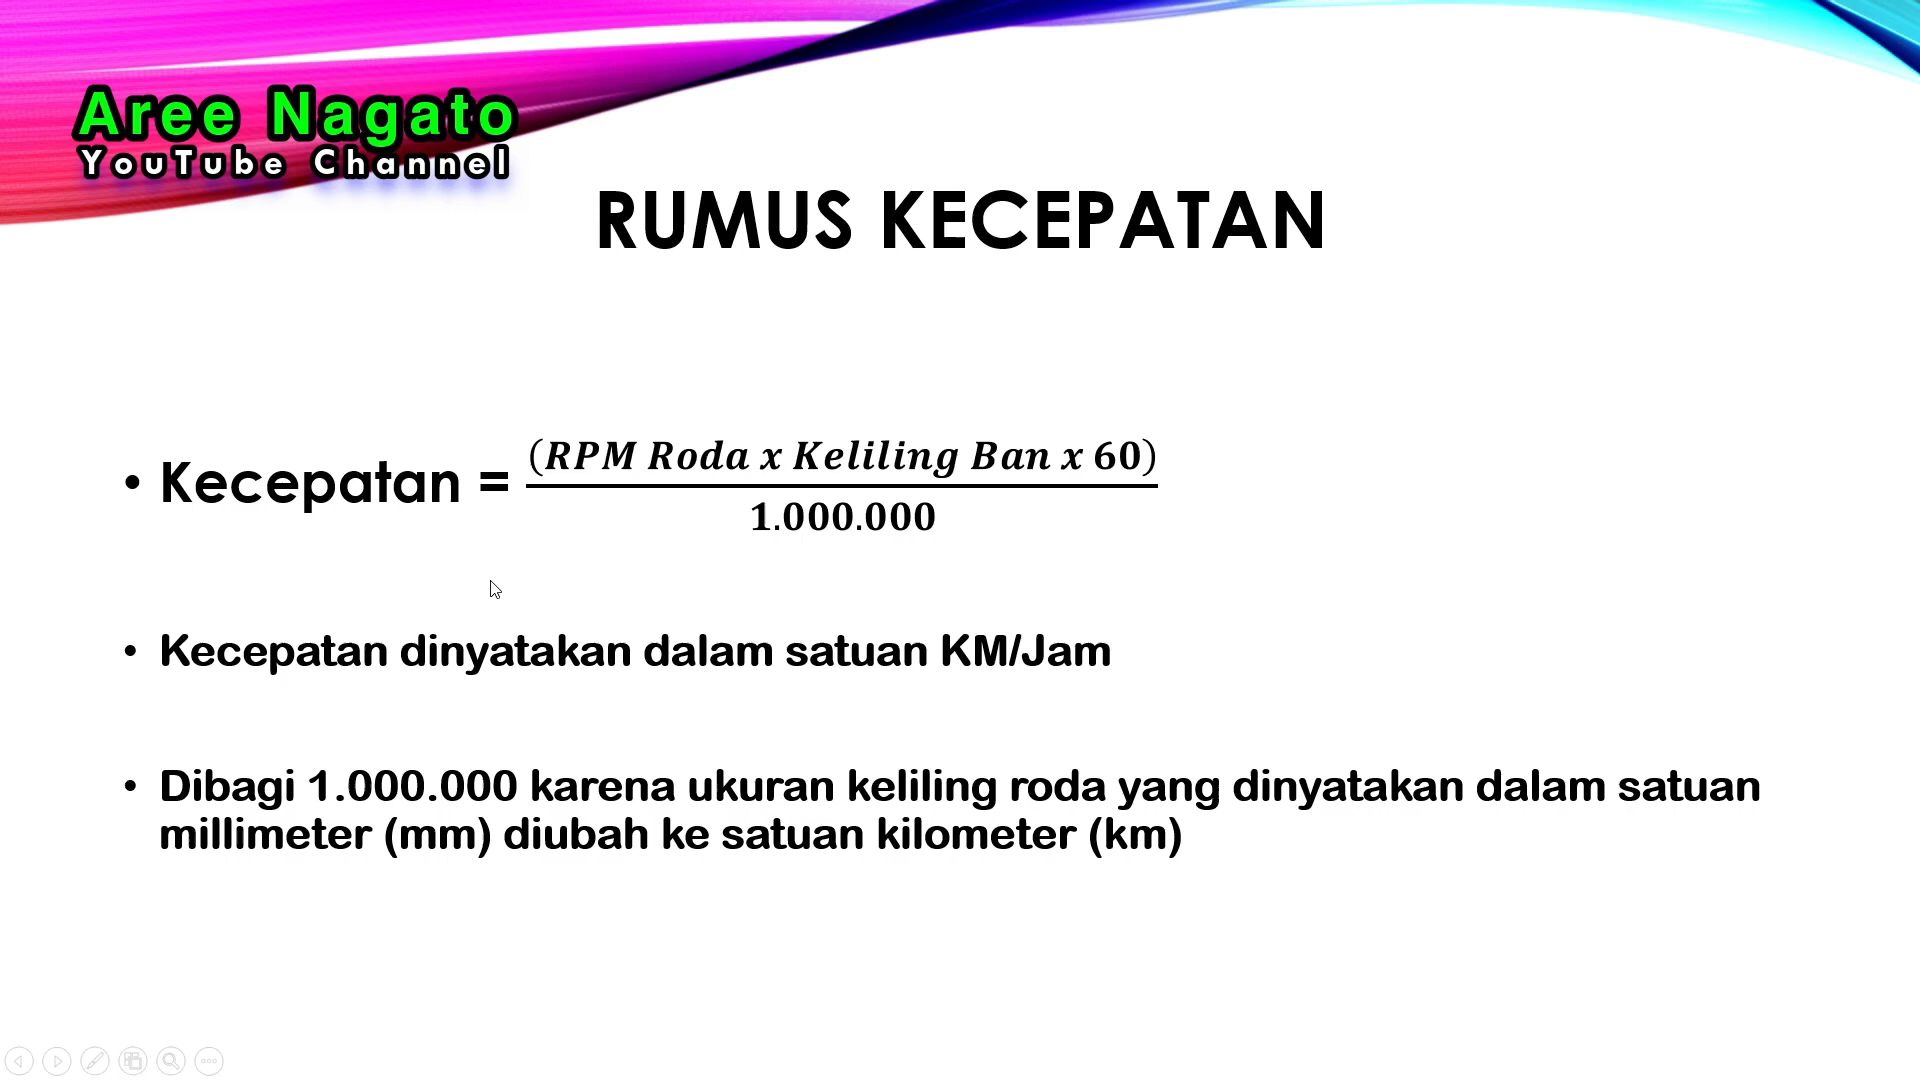 Aree Nagato
YouTube Channel
RUMUS KECEPATAN
• Kecepatan = (RPM Roda x Keliling Ban x 60)
1.000.000
• Kecepatan dinyatakan dalam satuan KM/Jam
• Dibagi 1.000.000 karena ukuran keliling roda yang dinyatakan dalam satuan
millimeter (mm) diubah ke satuan kilometer (km)